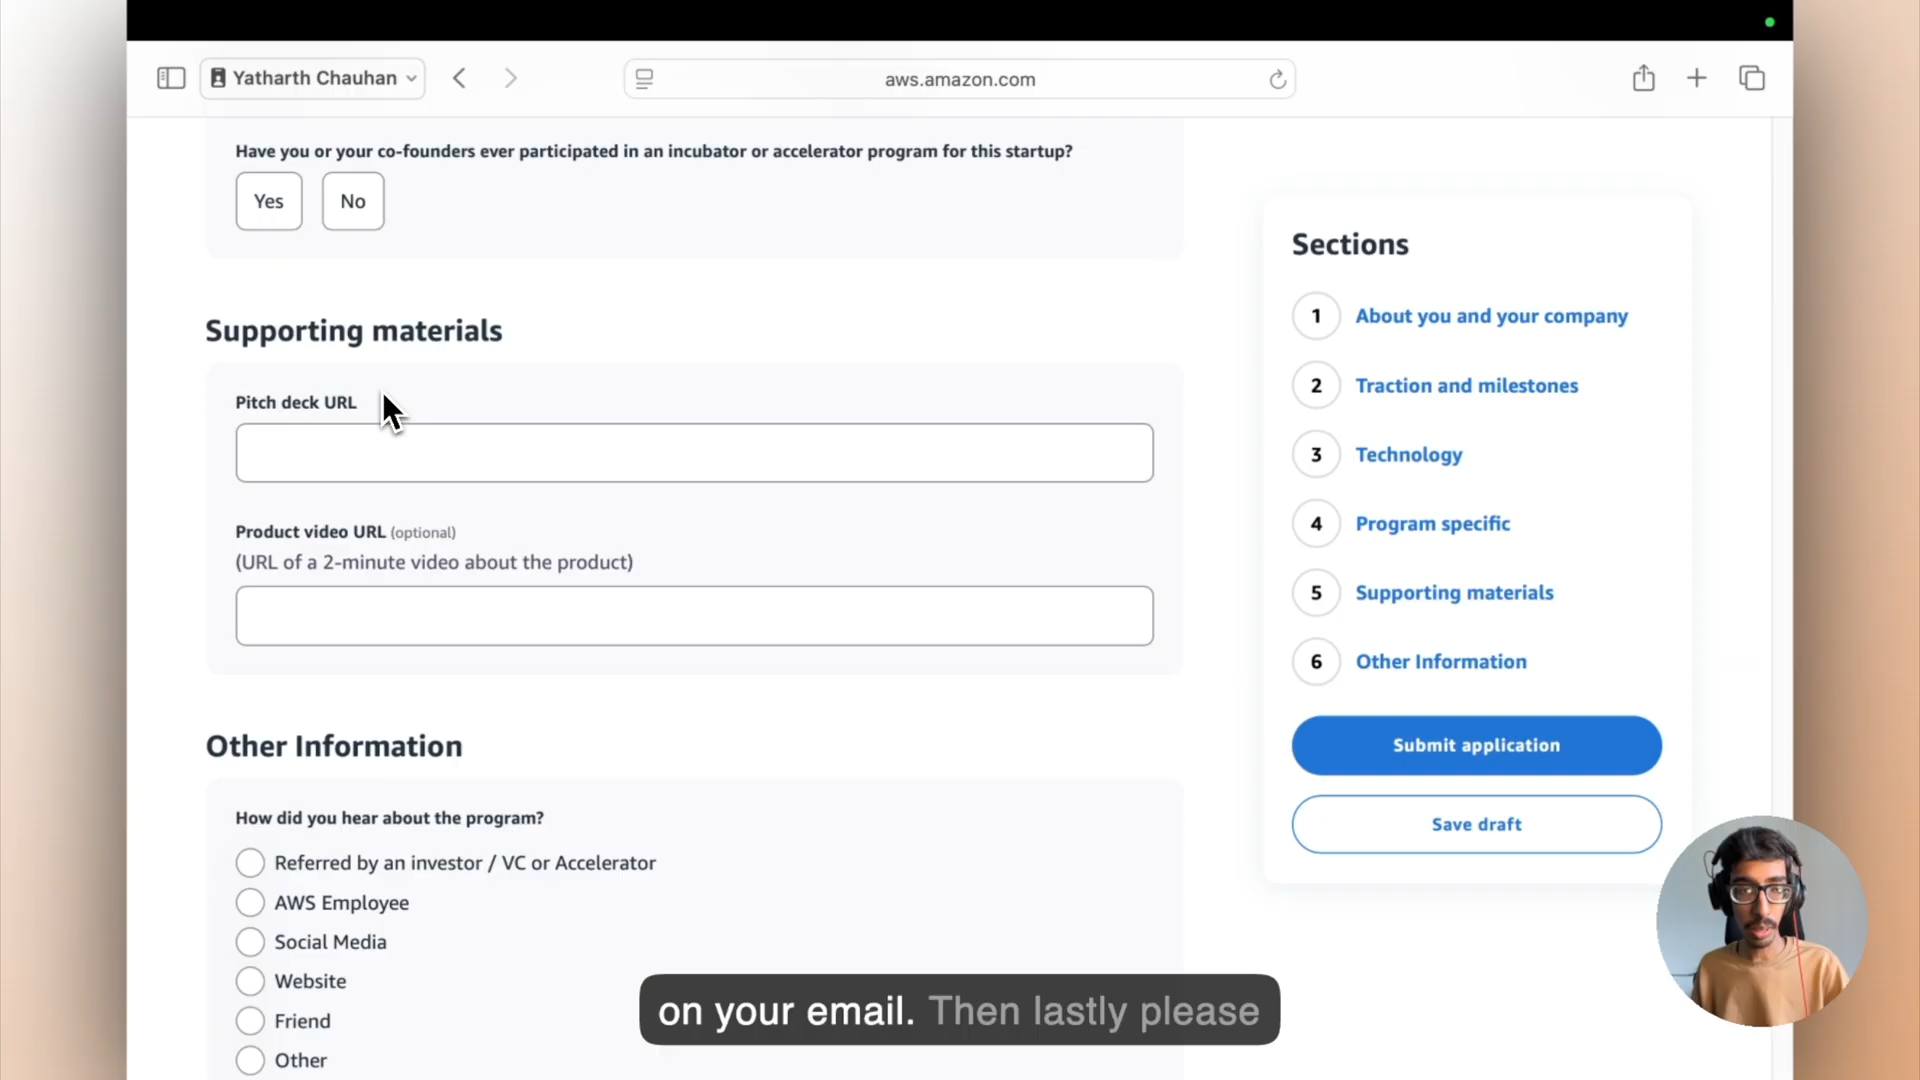 Yatharth Chauhan
aws.amazon.com
Have you or your co-founders ever participated in an incubator or accelerator program for this startup?
Yes
No
Supporting materials
Pitch deck URL
Product video URL (optional)
(URL of a 2-minute video about the product)
Other Information
How did you hear about the program?
Referred by an investor / VC or Accelerator
AWS Employee
Social Media
Website
Friend
Other
Sections
1 About you and your company
2 Traction and milestones
3 Technology
4 Program specific
5 Supporting materials
6 Other Information
Submit application
Save draft
on your email. Then lastly please